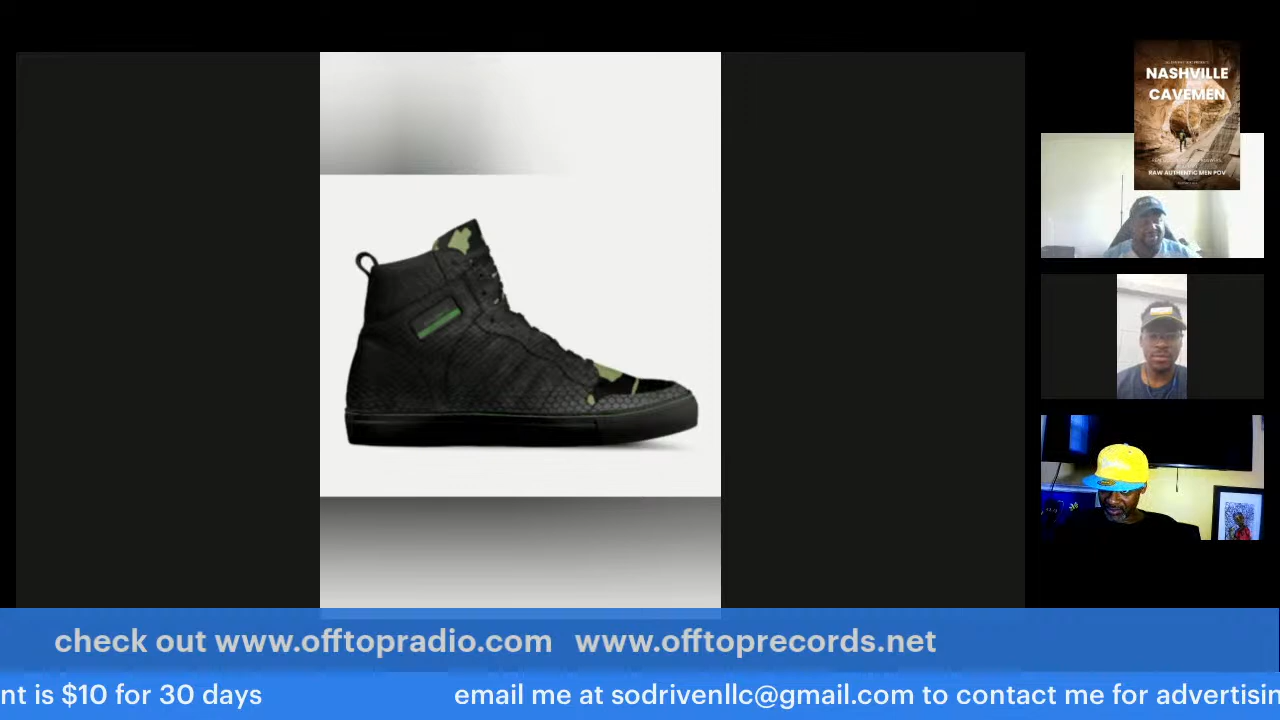 NASHVILLE
CAVEMEN
RAW AUTHENTIC MEN POV
check out www.offtopradio.com www.offtoprecords.net
nt is $10 for 30 days email me at sodrivenllc@gmail.com to contact me for advertisin